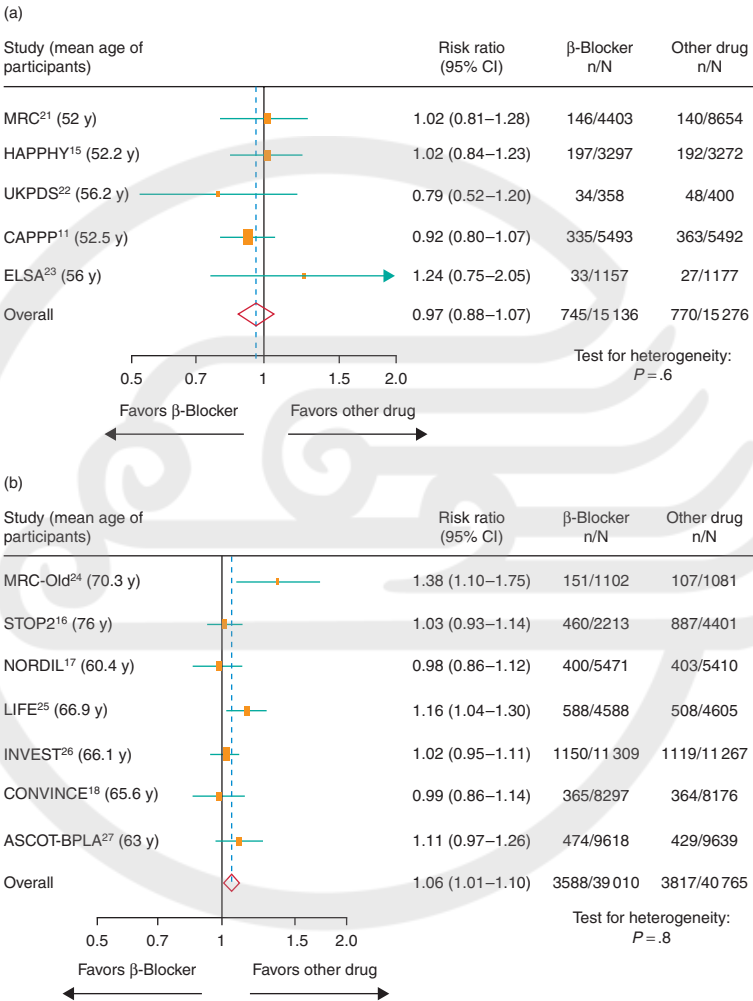 (a)
Study (mean age of participants) Risk ratio (95% CI) β-Blocker n/N Other drug n/N
MRC²¹ (52 y) 1.02 (0.81–1.28) 146/4403 140/8654
HAPPHY¹⁵ (52.2 y) 1.02 (0.84–1.23) 197/3297 192/3272
UKPDS²² (56.2 y) 0.79 (0.52–1.20) 34/358 48/400
CAPPP¹¹ (52.5 y) 0.92 (0.80–1.07) 335/5493 363/5492
ELSA²³ (56 y) 1.24 (0.75–2.05) 33/1157 27/1177
Overall 0.97 (0.88–1.07) 745/15 136 770/15 276
Test for heterogeneity:
P = .6
0.5 0.7 1 1.5 2.0
Favors β-Blocker Favors other drug
(b)
Study (mean age of participants) Risk ratio (95% CI) β-Blocker n/N Other drug n/N
MRC-Old²⁴ (70.3 y) 1.38 (1.10–1.75) 151/1102 107/1081
STOP2¹⁶ (76 y) 1.03 (0.93–1.14) 460/2213 887/4401
NORDIL¹⁷ (60.4 y) 0.98 (0.86–1.12) 400/5471 403/5410
LIFE²⁵ (66.9 y) 1.16 (1.04–1.30) 588/4588 508/4605
INVEST²⁶ (66.1 y) 1.02 (0.95–1.11) 1150/11 309 1119/11 267
CONVINCE¹⁸ (65.6 y) 0.99 (0.86–1.14) 365/8297 364/8176
ASCOT-BPLA²⁷ (63 y) 1.11 (0.97–1.26) 474/9618 429/9639
Overall 1.06 (1.01–1.10) 3588/39 010 3817/40 765
Test for heterogeneity:
P = .8
0.5 0.7 1 1.5 2.0
Favors β-Blocker Favors other drug